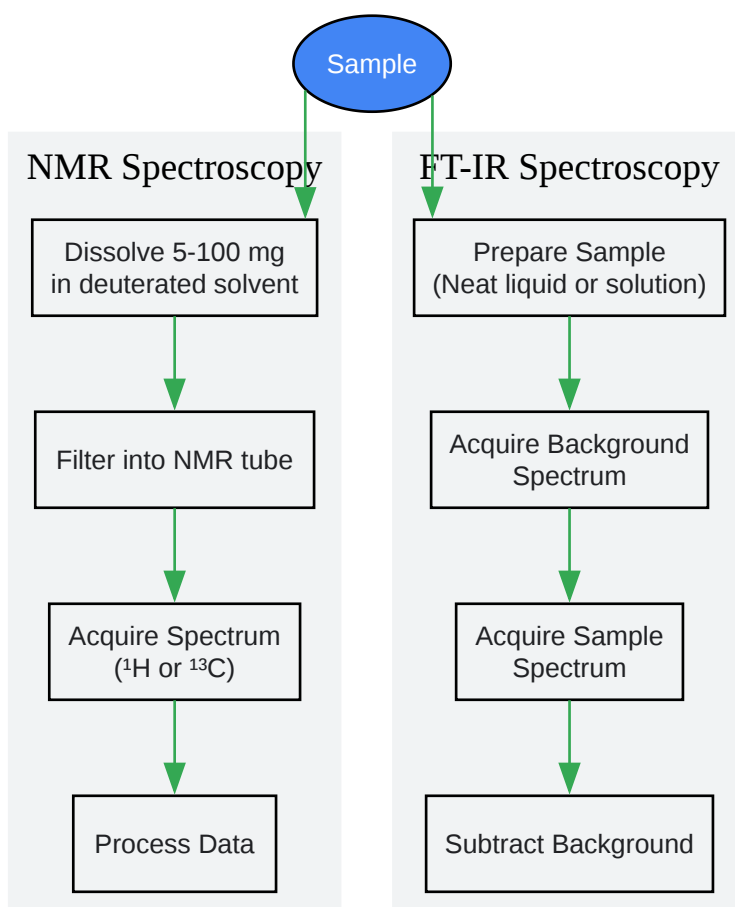 Sample
NMR Spectroscopy
Dissolve 5-100 mg
in deuterated solvent
Filter into NMR tube
Acquire Spectrum
(¹H or ¹³C)
Process Data
FT-IR Spectroscopy
Prepare Sample
(Neat liquid or solution)
Acquire Background
Spectrum
Acquire Sample
Spectrum
Subtract Background